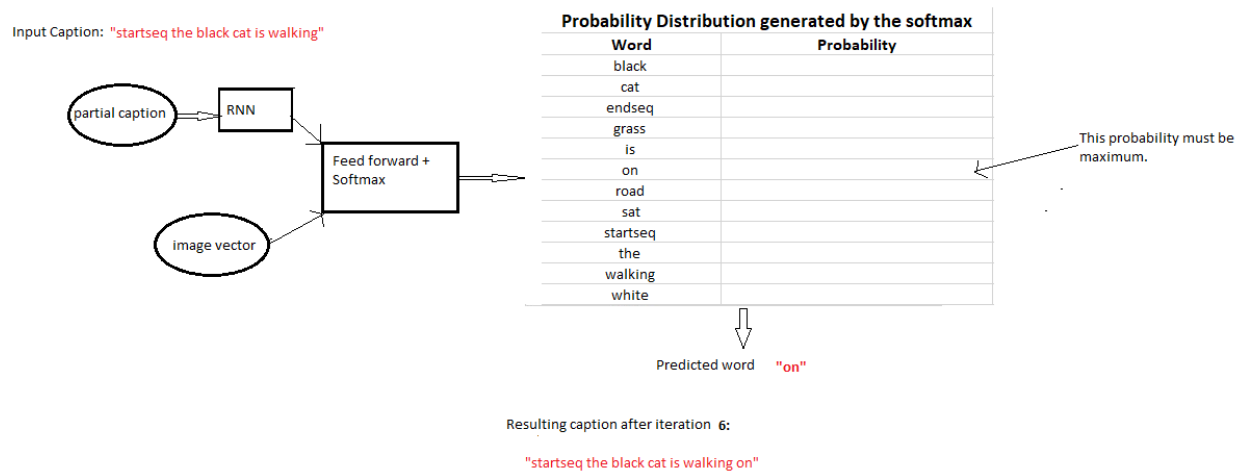 Input Caption: "startseq the black cat is walking"
partial caption
RNN
Feed forward +
Softmax
image vector
Probability Distribution generated by the softmax
Word Probability
black
cat
endseq
grass
is
on
road
sat
startseq
the
walking
white
This probability must be
maximum.
Predicted word "on"
Resulting caption after iteration 6:
"startseq the black cat is walking on"